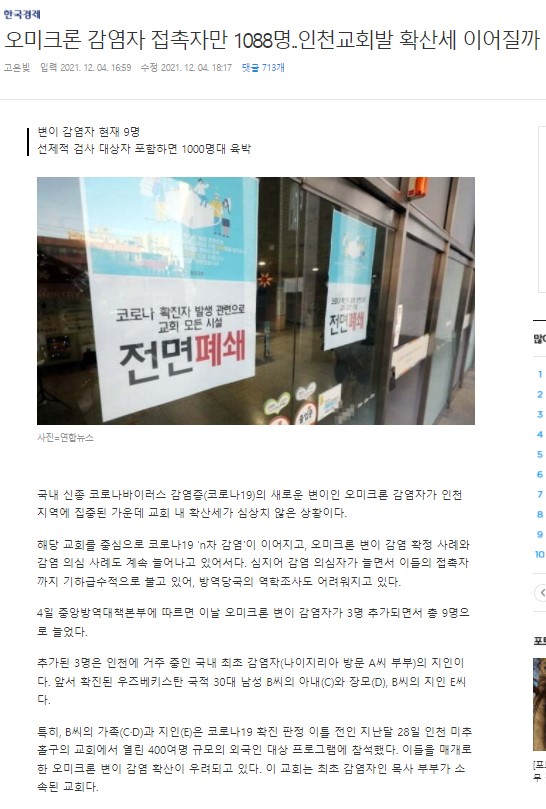 한국경제
오미크론 감염자 접촉자만 1088명..인천교회발 확산세 이어질까
고은빛 입력 2021. 12. 04. 16:59 수정 2021. 12. 04. 18:17 댓글 713개
변이 감염자 현재 9명
선제적 검사 대상자 포함하면 1000명대 육박
코로나 확진자 발생 관련으로
교회 모든 시설
전면폐쇄
전면폐쇄
사진=연합뉴스
국내 신종 코로나바이러스 감염증(코로나19)의 새로운 변이인 오미크론 감염자가 인천
지역에 집중된 가운데 교회 내 확산세가 심상치 않은 상황이다.
해당 교회를 중심으로 코로나19 'n차 감염'이 이어지고, 오미크론 변이 감염 확정 사례와
감염 의심 사례도 계속 늘어나고 있어서다. 심지어 감염 의심자가 늘면서 이들의 접촉자
까지 기하급수적으로 불고 있어, 방역당국의 역학조사도 어려워지고 있다.
4일 중앙방역대책본부에 따르면 이날 오미크론 변이 감염자가 3명 추가되면서 총 9명으
로 늘었다.
추가된 3명은 인천에 거주 중인 국내 최초 감염자(나이지리아 방문 A씨 부부)의 지인이
다. 앞서 확진된 우즈베키스탄 국적 30대 남성 B씨의 아내(C)와 장모(D), B씨의 지인 E씨
다.
특히, B씨의 가족(C·D)과 지인(E)은 코로나19 확진 판정 이틀 전인 지난달 28일 인천 미추
홀구의 교회에서 열린 400여명 규모의 외국인 대상 프로그램에 참석했다. 이들을 매개로
한 오미크론 변이 감염 확산이 우려되고 있다. 이 교회는 최초 감염자인 목사 부부가 소
속된 교회다.
많이
1
2
3
4
5
6
7
8
9
10
포토
[포
무